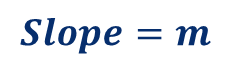 Slope = m